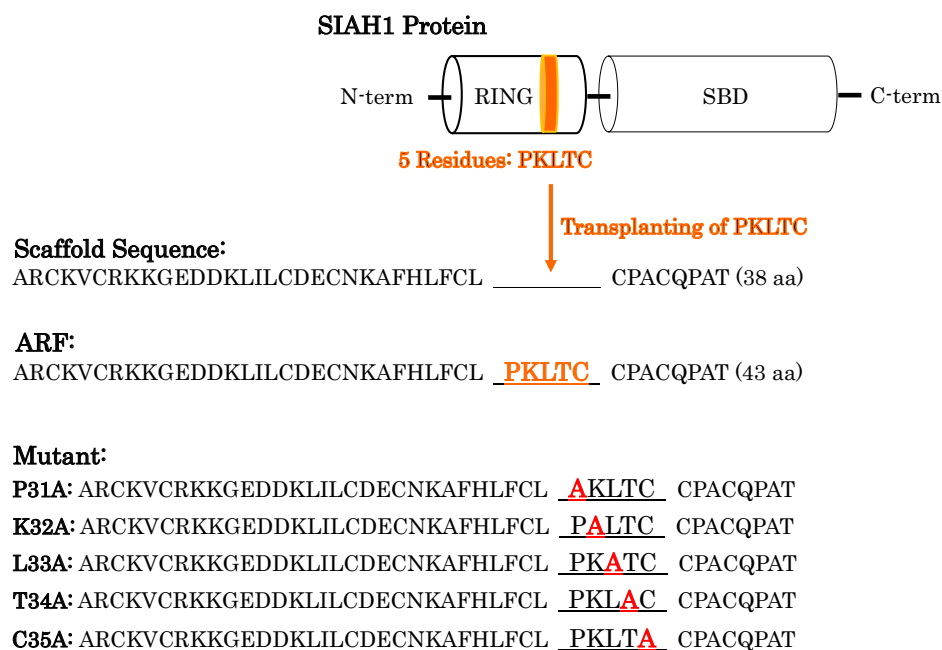 SIAH1 Protein
N-term RING SBD C-term
5 Residues: PKLTC
Transplanting of PKLTC
Scaffold Sequence:
ARCKVCRKKGEDDKLILCDECNKAFHLFCL ______ CPACQPAT (38 aa)
ARF:
ARCKVCRKKGEDDKLILCDECNKAFHLFCL PKLTC CPACQPAT (43 aa)
Mutant:
P31A: ARCKVCRKKGEDDKLILCDECNKAFHLFCL AKLTC CPACQPAT
K32A: ARCKVCRKKGEDDKLILCDECNKAFHLFCL PALTC CPACQPAT
L33A: ARCKVCRKKGEDDKLILCDECNKAFHLFCL PKATC CPACQPAT
T34A: ARCKVCRKKGEDDKLILCDECNKAFHLFCL PKLAC CPACQPAT
C35A: ARCKVCRKKGEDDKLILCDECNKAFHLFCL PKLTA CPACQPAT